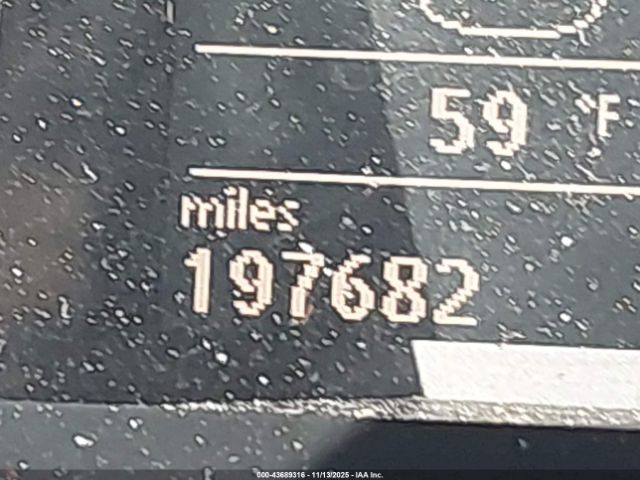 59 °F
miles
197682
000-43689316 - 11/13/2025 - IAA Inc.